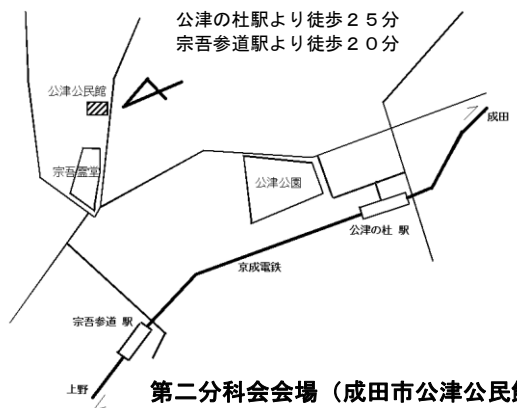 公津の杜駅より徒歩２５分
宗吾参道駅より徒歩２０分
公津公民館
成田
宗吾霊堂
公津公園
公津の杜 駅
京成電鉄
宗吾参道 駅
上野
第二分科会会場（成田市公津公民館